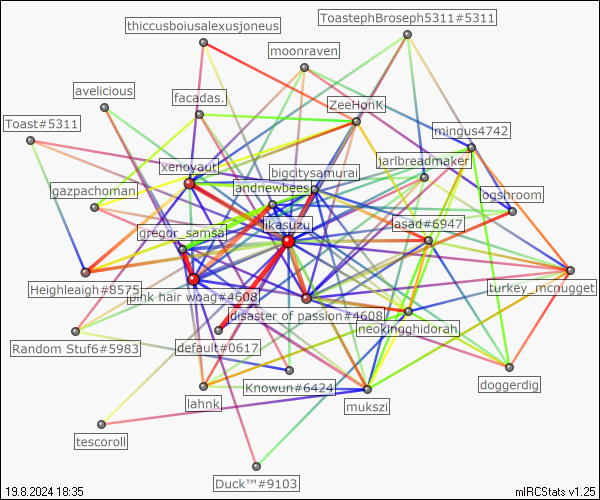 ToastephBroseph5311#5311
thiccusboiusalexusjoneus
moonraven
avelicious
facadas.
ZeeHonK
Toast#5311
mingus4742
jarlbreadmaker
xenovaut
bigcitysamurai
gazpachoman
andnewbees
ogshroom
jikasuzu
asad#6947
gregor_samsa
Heighleaigh#8575
pink hair woag#4608
turkey_mcnugget
disaster of passion#4608
neokingghidorah
Random Stuf6#5983
default#0617
Knowun#6424
doggerdig
lahnk
mukszi
tescoroll
Duck™#9103
19.8.2024 18:35
mIRCStats v1.25